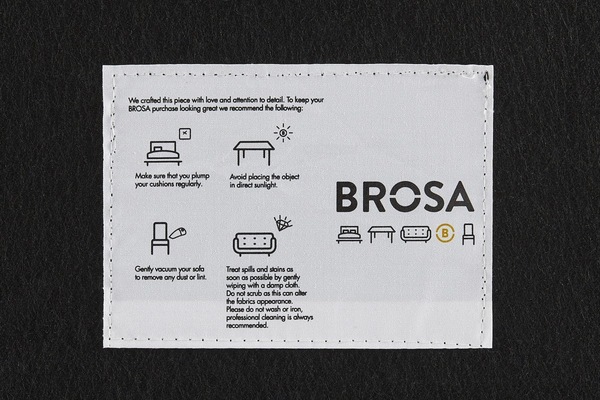 We crafted this piece with love and attention to detail. To keep your
BROSA purchase looking great we recommend the following:
Make sure that you plump
your cushions regularly.
Avoid placing the object
in direct sunlight.
Gently vacuum your sofa
to remove any dust or lint.
Treat spills and stains as
soon as possible by gently
wiping with a damp cloth.
Do not scrub as this can alter
the fabrics appearance.
Please do not wash or iron,
professional cleaning is always
recommended.
BROSA
B